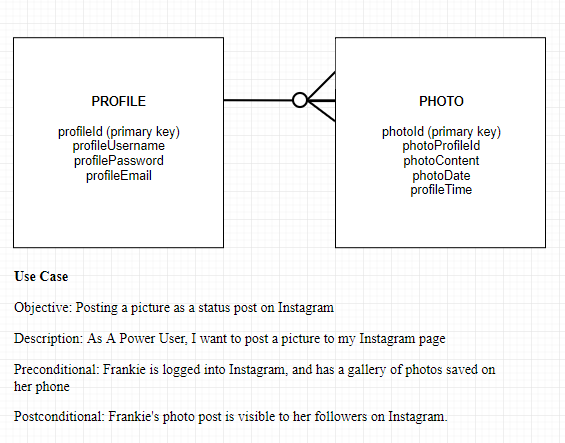 PROFILE
profileId (primary key)
profileUsername
profilePassword
profileEmail
PHOTO
photoId (primary key)
photoProfileId
photoContent
photoDate
profileTime
Use Case
Objective: Posting a picture as a status post on Instagram
Description: As A Power User, I want to post a picture to my Instagram page
Preconditional: Frankie is logged into Instagram, and has a gallery of photos saved on
her phone
Postconditional: Frankie's photo post is visible to her followers on Instagram.